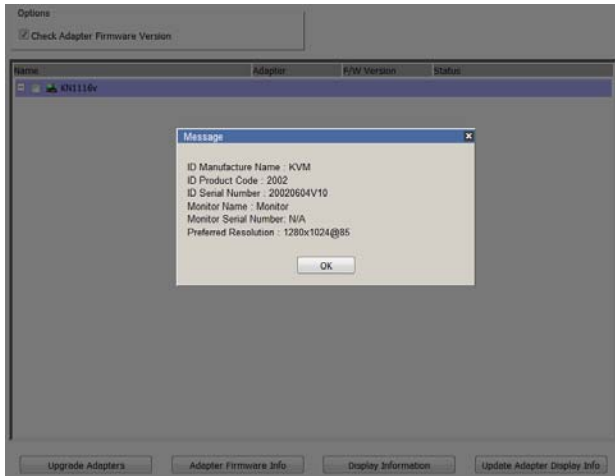 Options
Check Adapter Firmware Version
Name Adapter F/W Version Status
KN1116v
Message
ID Manufacture Name : KVM
ID Product Code : 2002
ID Serial Number : 20020604V10
Monitor Name : Monitor
Monitor Serial Number: N/A
Preferred Resolution : 1280x1024@85
OK
Upgrade Adapters Adapter Firmware Info Display Information Update Adapter Display Info